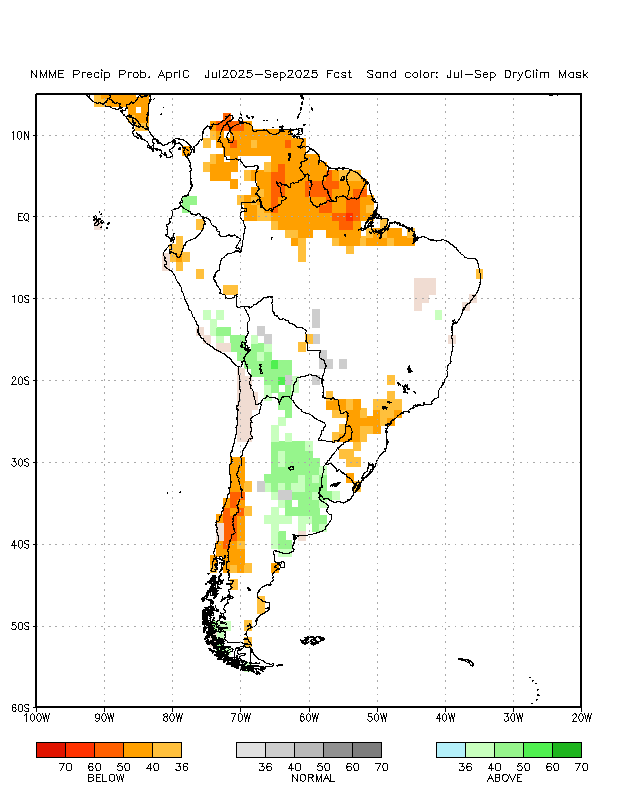 NMME Precip Prob. AprIC Jul2025-Sep2025 Fcst Sand color: Jul-Sep DryClim Mask
10N
EQ
10S
20S
30S
40S
50S
60S
100W 90W 80W 70W 60W 50W 40W 30W 20W
70 60 50 40 36 36 40 50 60 70 36 40 50 60 70
BELOW NORMAL ABOVE